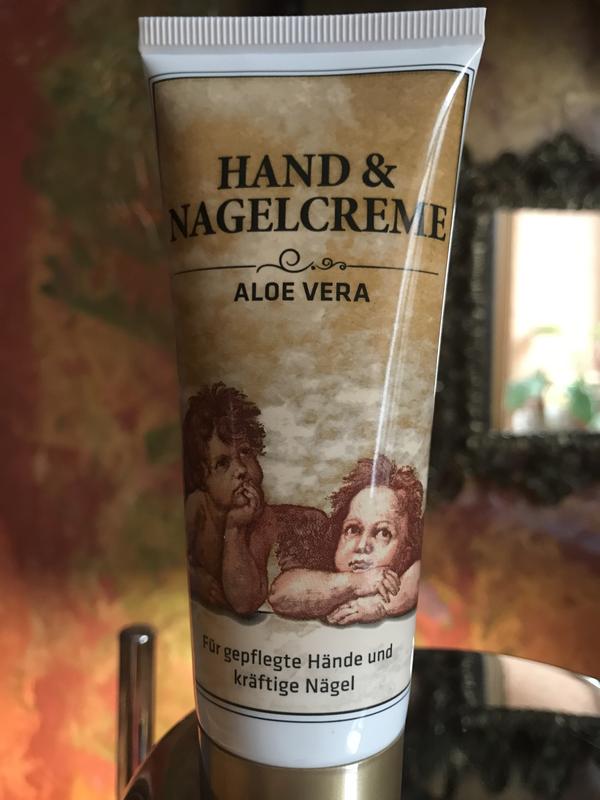 HAND &
NAGELCREME
ALOE VERA
Für gepflegte Hände und
kräftige Nägel